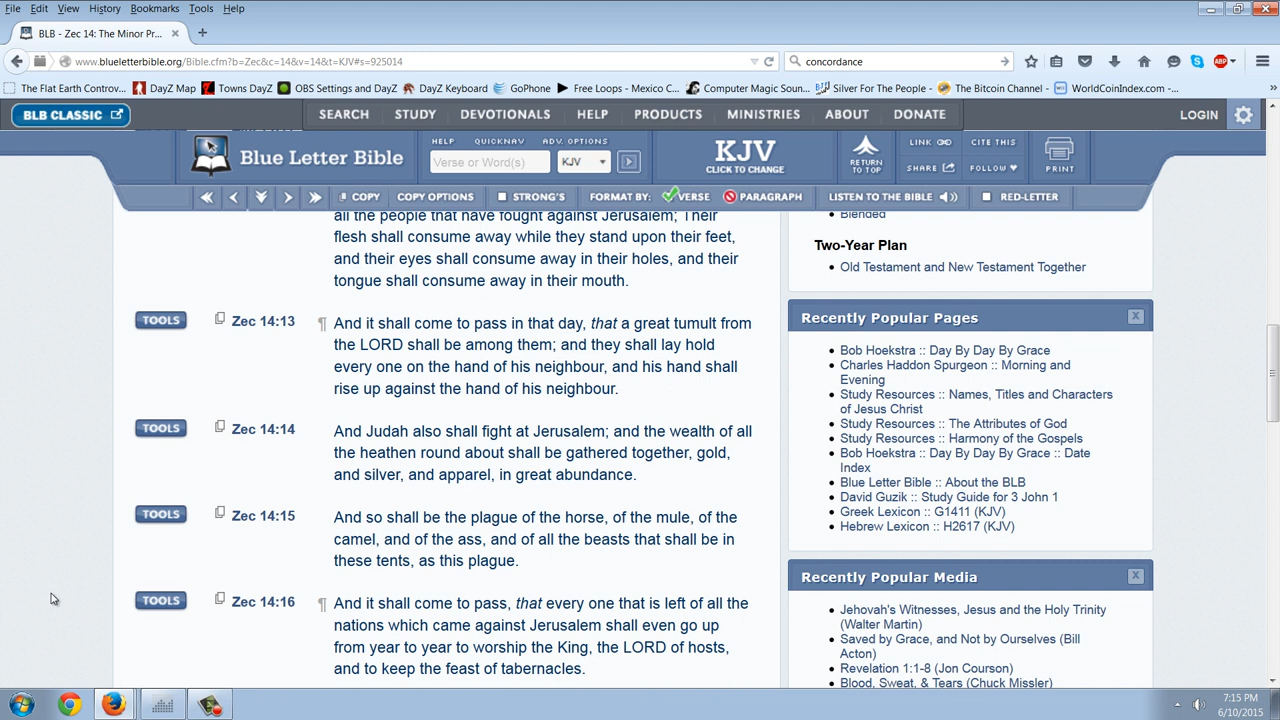 File Edit View History Bookmarks Tools Help
BLB - Zec 14: The Minor Pr... × +
www.blueletterbible.org/Bible.cfm?b=Zec&c=14&v=14&t=KJV#s=925014
concordance
ABP
The Flat Earth Controv... DayZ Map Towns DayZ OBS Settings and DayZ DayZ Keyboard GoPhone Free Loops - Mexico C... Computer Magic Soun... Silver For The People - The Bitcoin Channel - WorldCoinIndex.com -...
BLB CLASSIC SEARCH STUDY DEVOTIONALS HELP PRODUCTS MINISTRIES ABOUT DONATE LOGIN
Blue Letter Bible
HELP QUICKNAV ADV. OPTIONS
Verse or Word(s) KJV
KJV
CLICK TO CHANGE
RETURN
TO TOP
LINK CITE THIS
SHARE FOLLOW
PRINT
COPY COPY OPTIONS STRONG'S FORMAT BY: VERSE PARAGRAPH LISTEN TO THE BIBLE RED-LETTER
all the people that have fought against Jerusalem; Their
flesh shall consume away while they stand upon their feet,
and their eyes shall consume away in their holes, and their
tongue shall consume away in their mouth.
TOOLS Zec 14:13 ¶ And it shall come to pass in that day, that a great tumult from
the LORD shall be among them; and they shall lay hold
every one on the hand of his neighbour, and his hand shall
rise up against the hand of his neighbour.
TOOLS Zec 14:14 And Judah also shall fight at Jerusalem; and the wealth of all
the heathen round about shall be gathered together, gold,
and silver, and apparel, in great abundance.
TOOLS Zec 14:15 And so shall be the plague of the horse, of the mule, of the
camel, and of the ass, and of all the beasts that shall be in
these tents, as this plague.
TOOLS Zec 14:16 ¶ And it shall come to pass, that every one that is left of all the
nations which came against Jerusalem shall even go up
from year to year to worship the King, the LORD of hosts,
and to keep the feast of tabernacles.
Blended
Two-Year Plan
Old Testament and New Testament Together
Recently Popular Pages X
Bob Hoekstra :: Day By Day By Grace
Charles Haddon Spurgeon :: Morning and
Evening
Study Resources :: Names, Titles and Characters
of Jesus Christ
Study Resources :: The Attributes of God
Study Resources :: Harmony of the Gospels
Bob Hoekstra :: Day By Day By Grace :: Date
Index
Blue Letter Bible :: About the BLB
David Guzik :: Study Guide for 3 John 1
Greek Lexicon :: G1411 (KJV)
Hebrew Lexicon :: H2617 (KJV)
Recently Popular Media X
Jehovah's Witnesses, Jesus and the Holy Trinity
(Walter Martin)
Saved by Grace, and Not by Ourselves (Bill
Acton)
Revelation 1:1-8 (Jon Courson)
Blood, Sweat, & Tears (Chuck Missler)
7:15 PM
6/10/2015